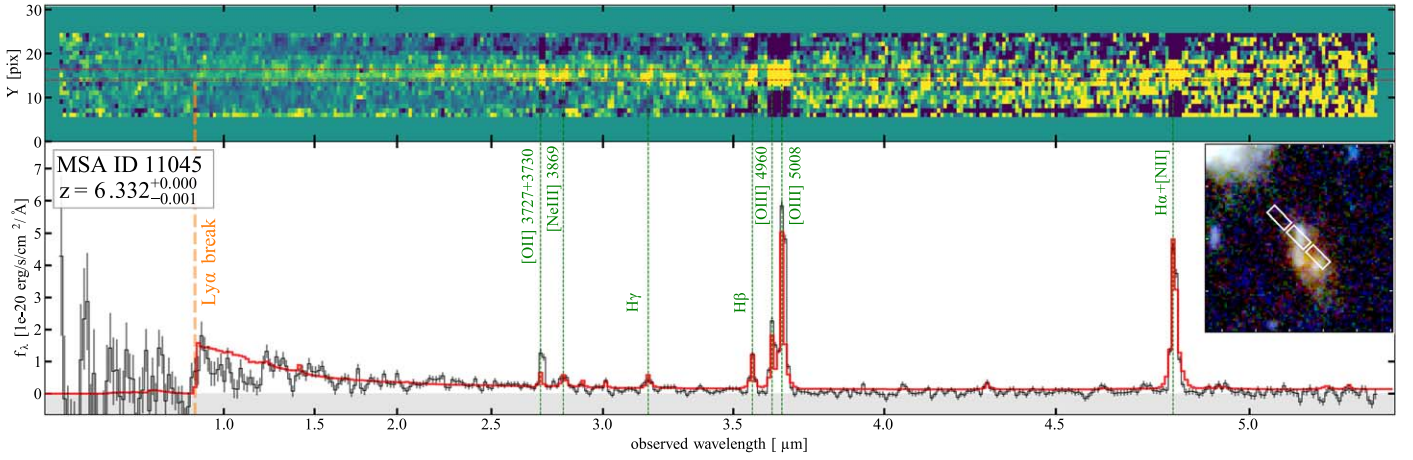 30
20
10
0
Y [pix]
MSA ID 11045
z = 6.332 +0.000 -0.001
Lyα break
[OII] 3727+3730
[NeIII] 3869
Hγ
Hβ
[OIII] 4960
[OIII] 5008
Hα+[NII]
7
6
5
4
3
2
1
0
fλ [1e-20 erg/s/cm²/Å]
1.0 1.5 2.0 2.5 3.0 3.5 4.0 4.5 5.0
observed wavelength [ μm]